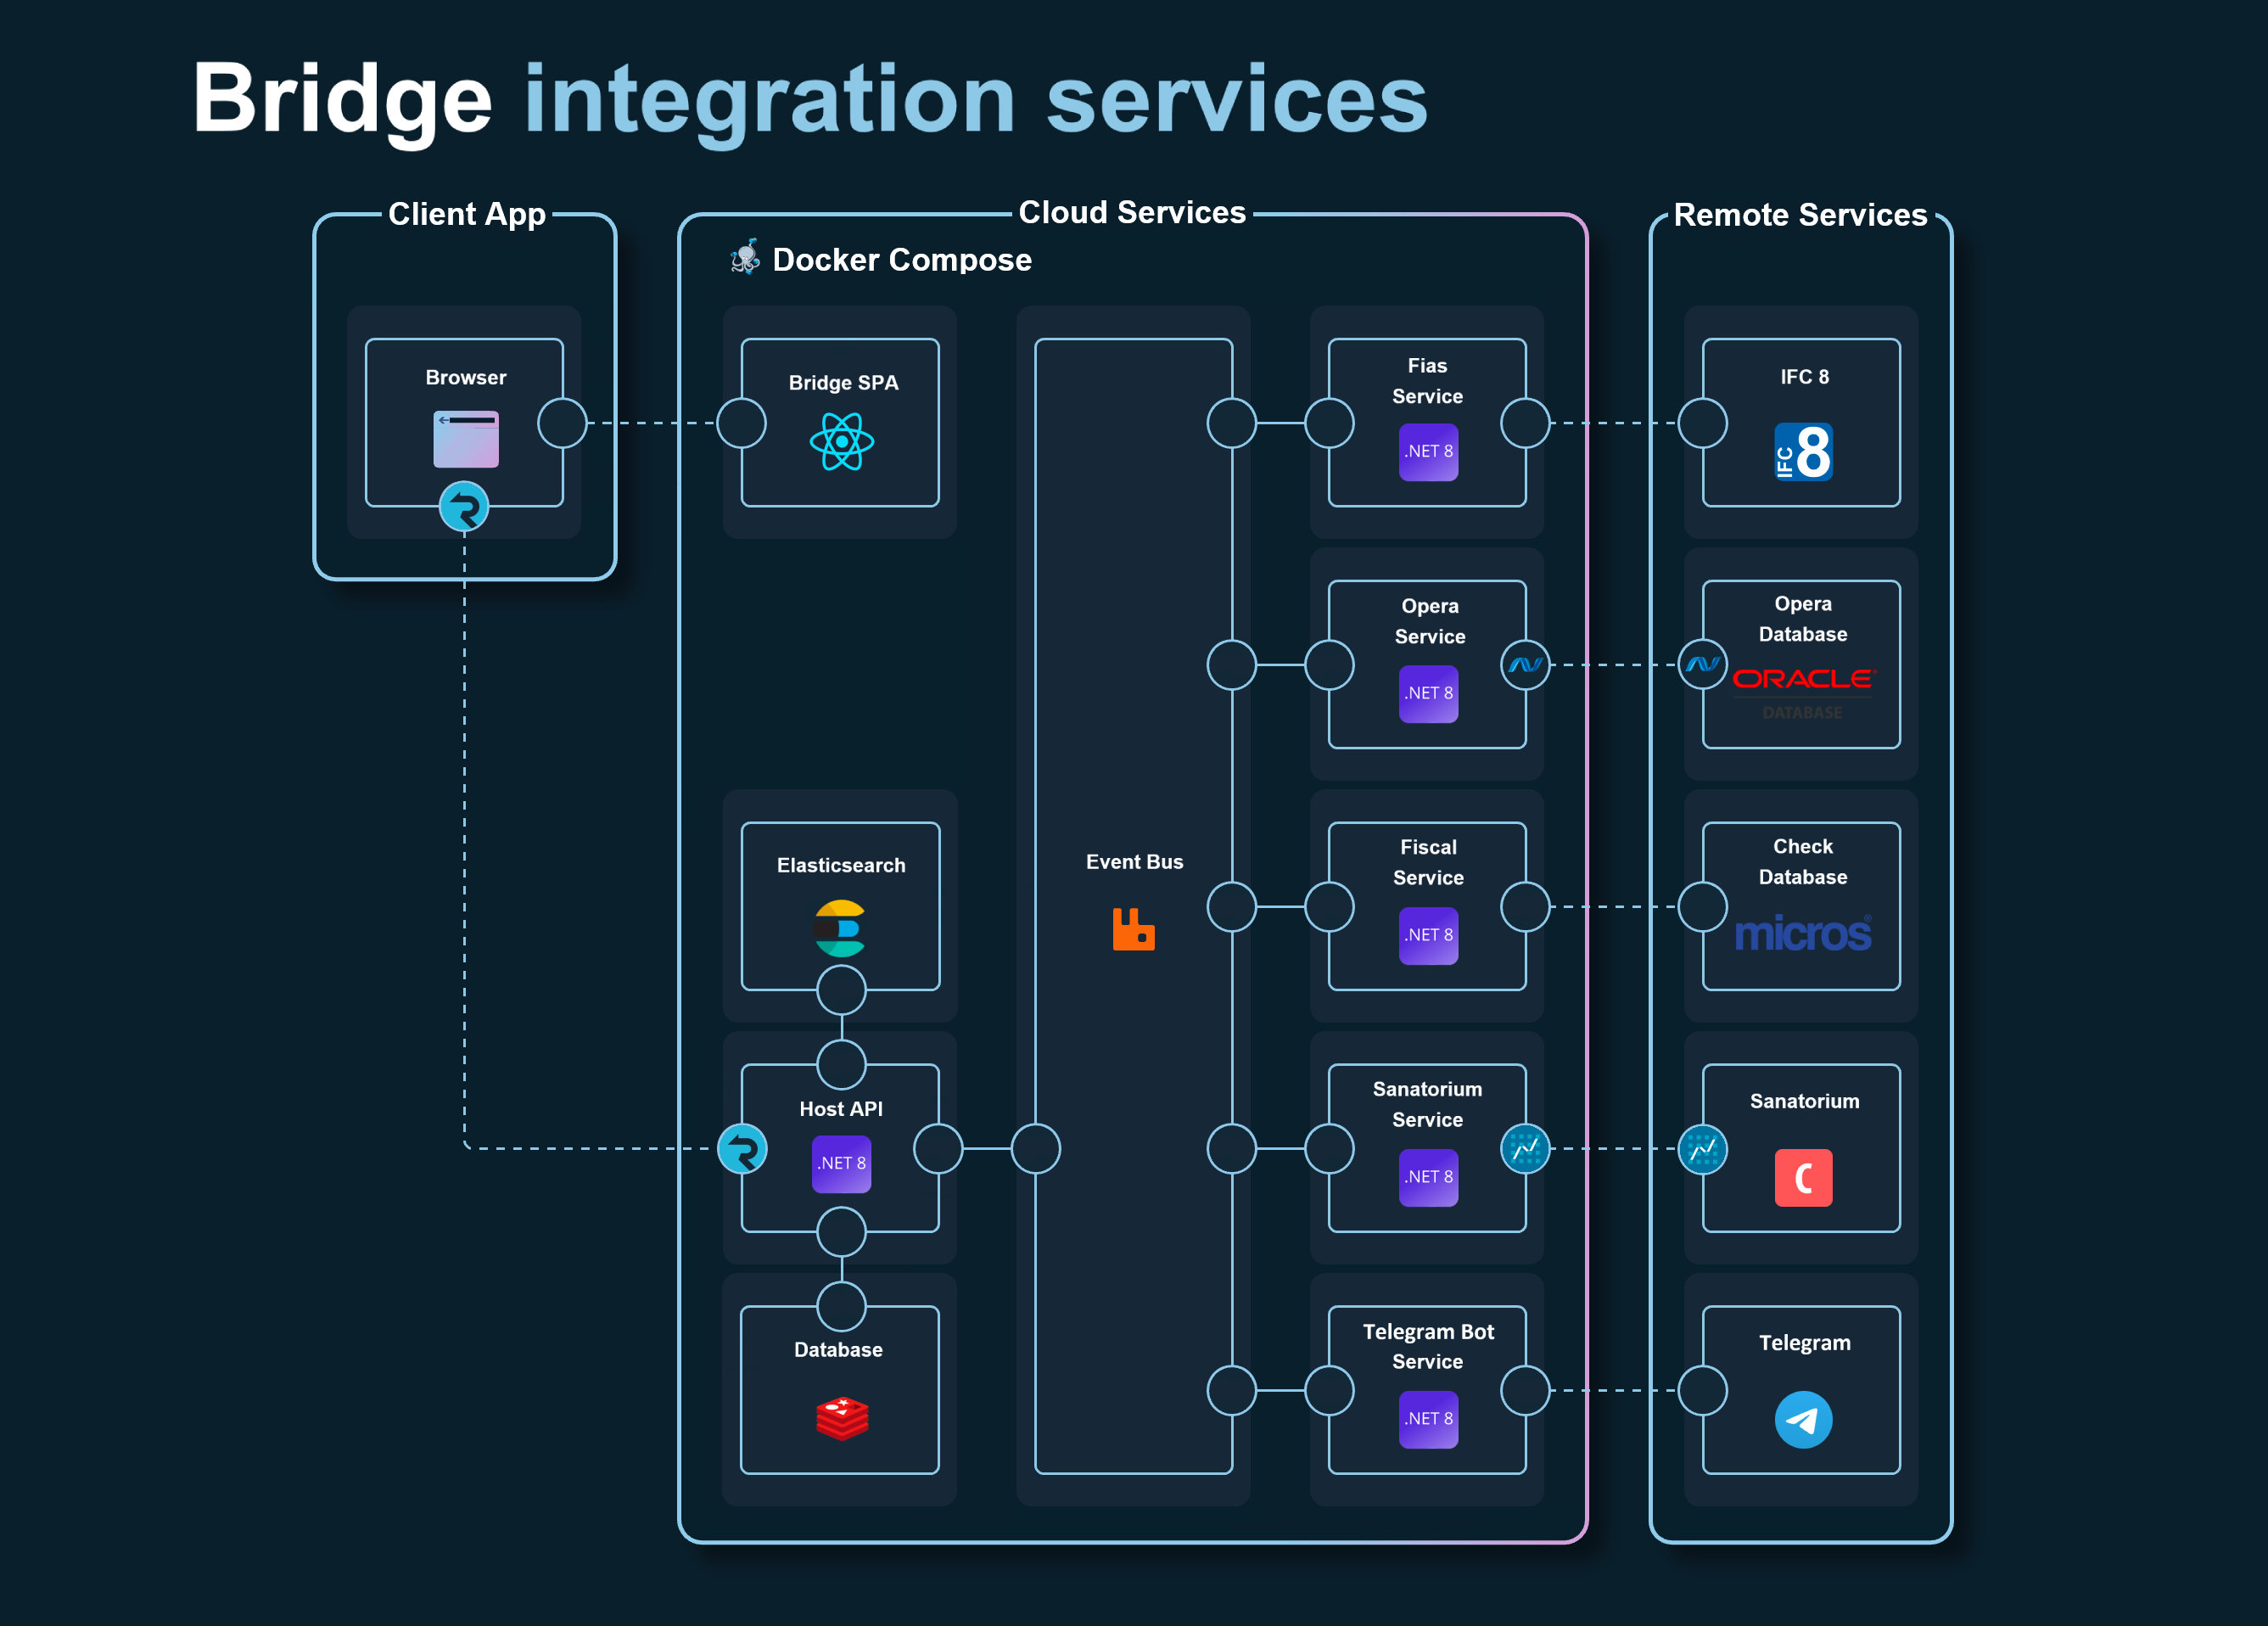 Bridge integration services
Client App
Cloud Services
Remote Services
Docker Compose
Browser
Bridge SPA
Fias
Service
.NET 8
IFC 8
IFC 8
Opera
Service
.NET 8
Opera
Database
ORACLE
DATABASE
Elasticsearch
Event Bus
Fiscal
Service
.NET 8
Check
Database
micros®
Host API
.NET 8
Sanatorium
Service
.NET 8
Sanatorium
Database
Telegram Bot
Service
.NET 8
Telegram